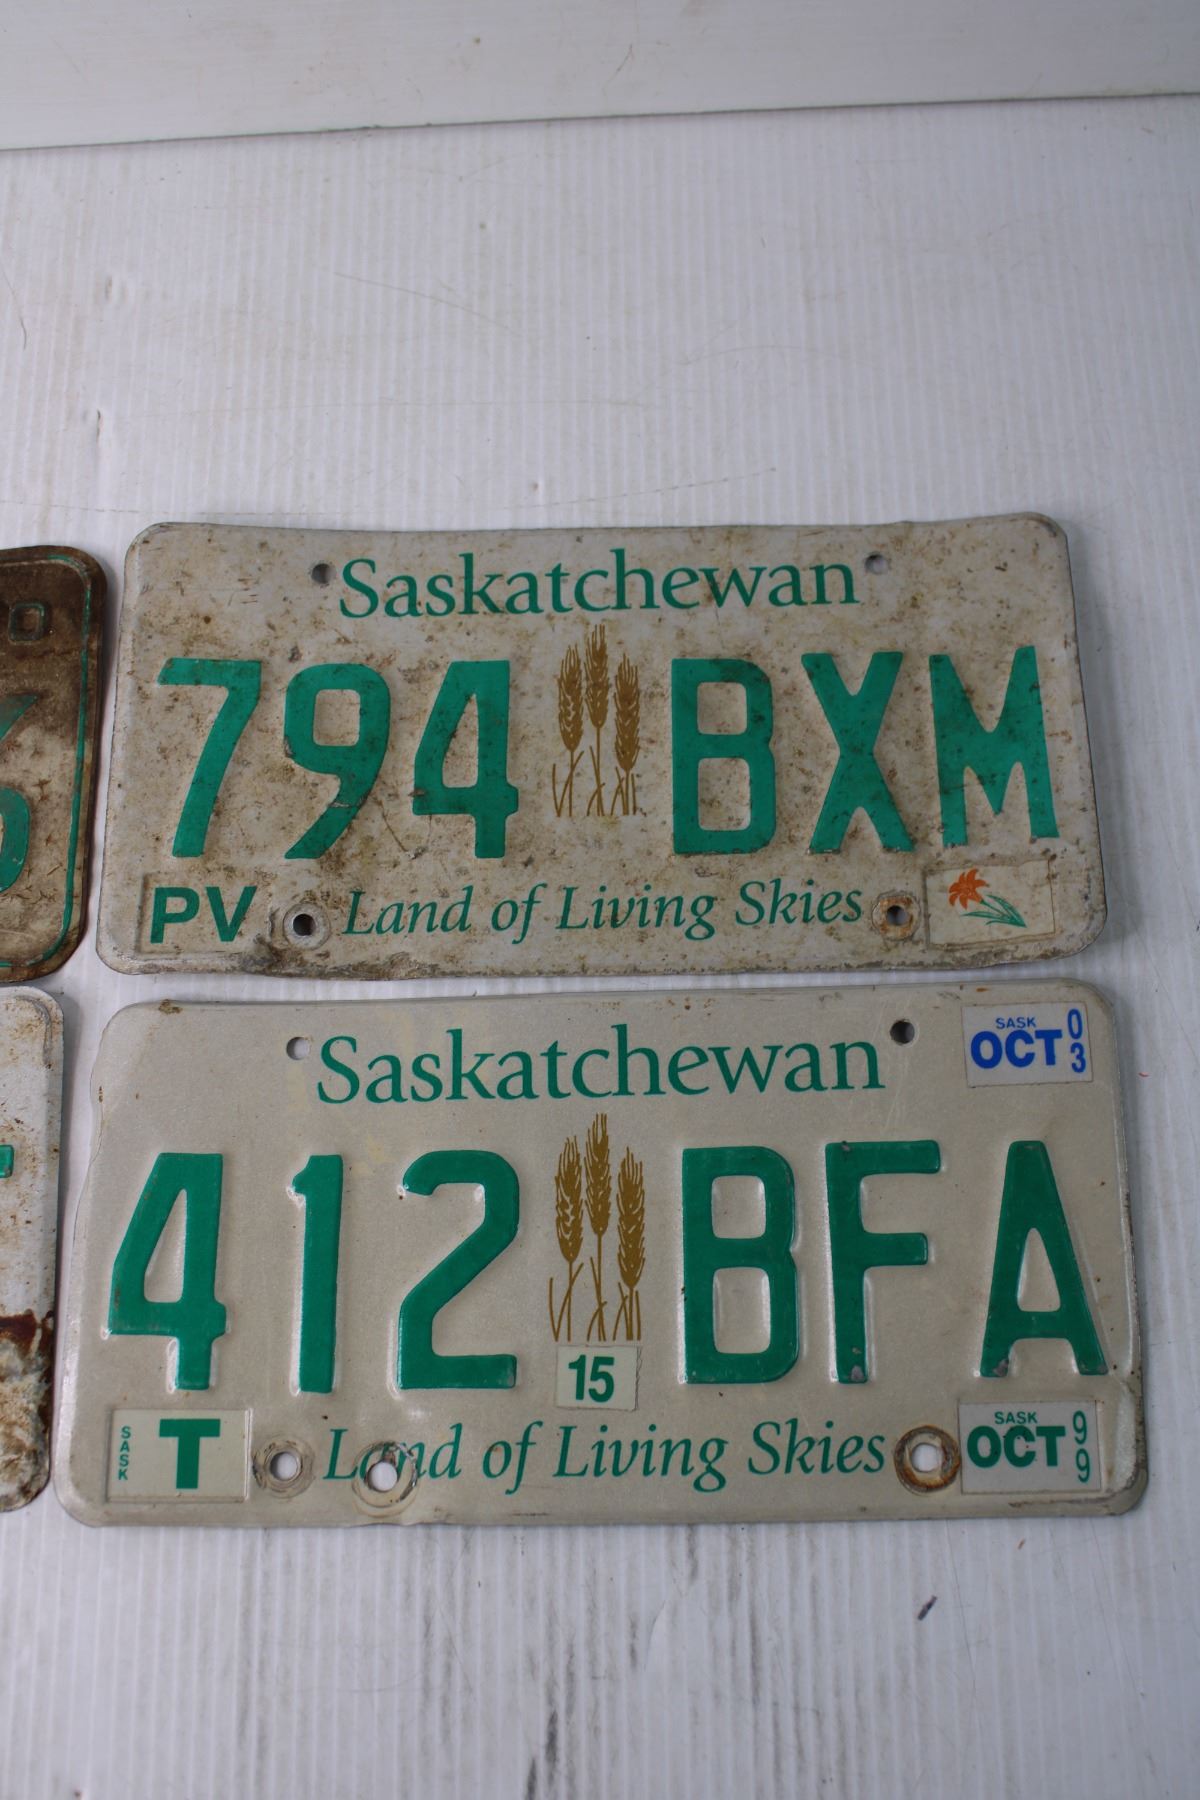 Saskatchewan
794 BXM
PV Land of Living Skies
Saskatchewan
SASK OCT 03
412 BFA
15
SASK T Land of Living Skies SASK OCT 99